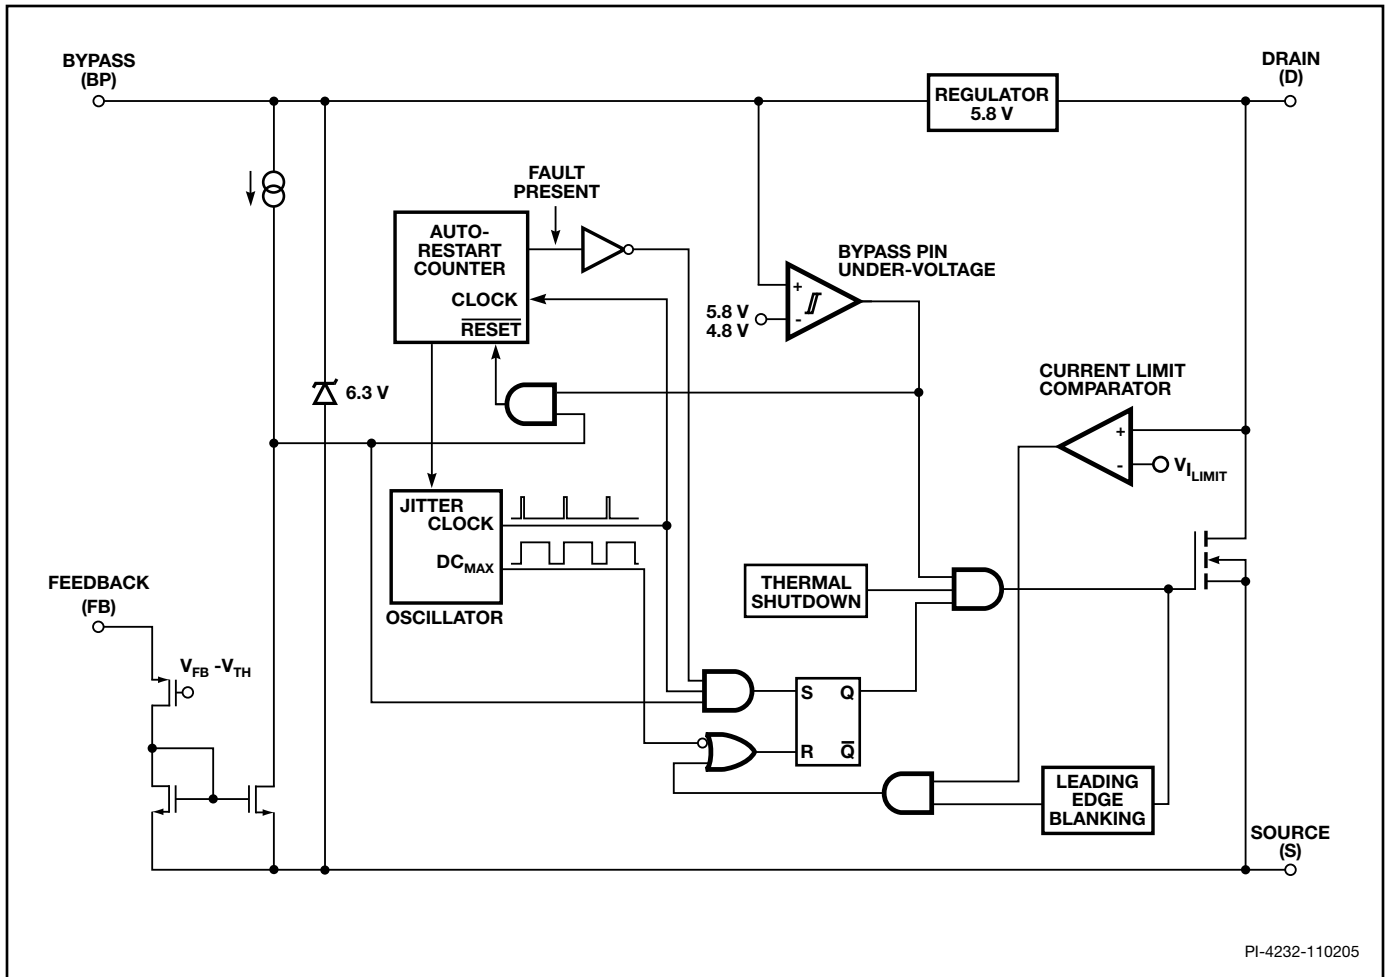 BYPASS
(BP)
DRAIN
(D)
REGULATOR
5.8 V
FAULT
PRESENT
AUTO-
RESTART
COUNTER
CLOCK
RESET
BYPASS PIN
UNDER-VOLTAGE
+
-
5.8 V
4.8 V
6.3 V
CURRENT LIMIT
COMPARATOR
+
-
VILIMIT
JITTER
CLOCK
DCMAX
OSCILLATOR
THERMAL
SHUTDOWN
FEEDBACK
(FB)
VFB -VTH
S Q
R Q
LEADING
EDGE
BLANKING
SOURCE
(S)
PI-4232-110205